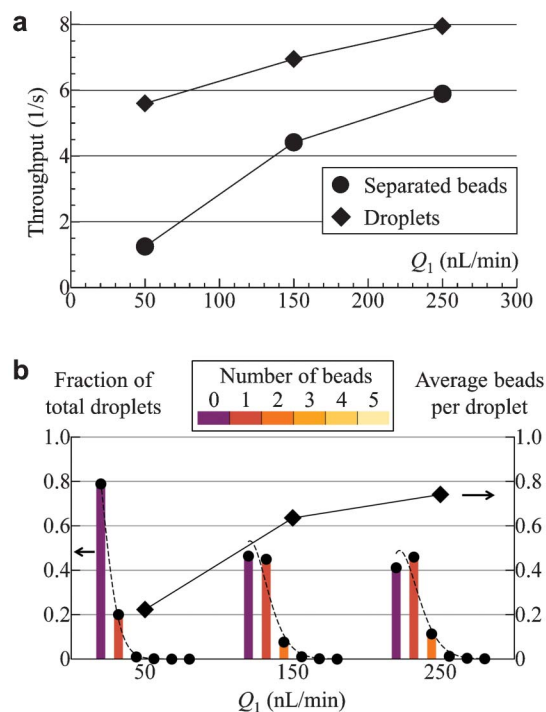 a
Throughput (1/s)
8
6
4
2
0
Separated beads
Droplets
Q1 (nL/min)
0 50 100 150 200 250 300
b
Fraction of total droplets
Number of beads
0 1 2 3 4 5
Average beads per droplet
1.0 1.0
0.8 0.8
0.6 0.6
0.4 0.4
0.2 0.2
0 0
50 150 250
Q1 (nL/min)